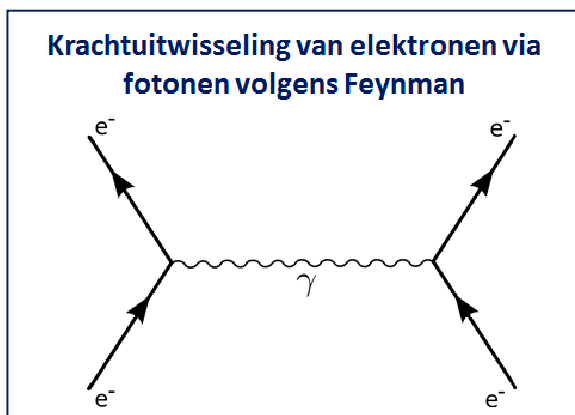 Krachtuitwisseling van elektronen via
fotonen volgens Feynman
e⁻ e⁻
γ
e⁻ e⁻